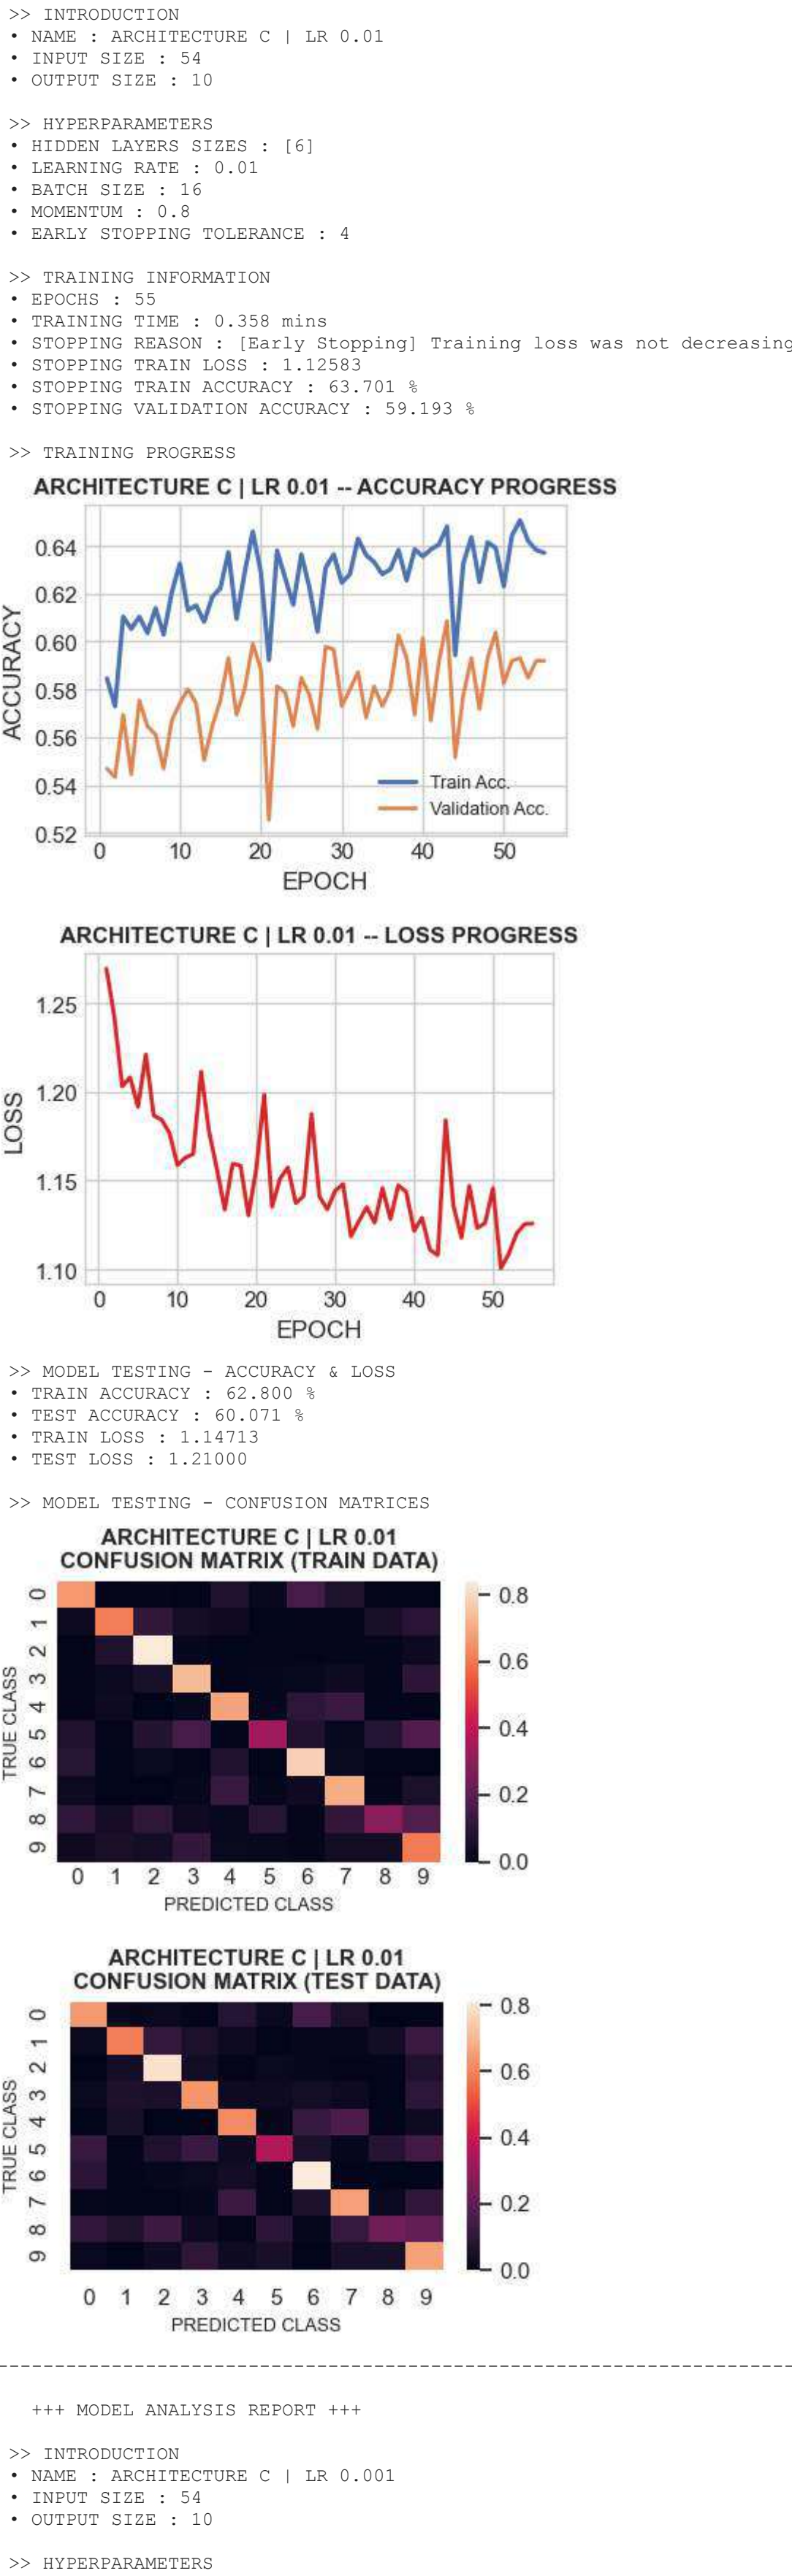 >> INTRODUCTION
• NAME : ARCHITECTURE C | LR 0.01
• INPUT SIZE : 54
• OUTPUT SIZE : 10
>> HYPERPARAMETERS
• HIDDEN LAYERS SIZES : [6]
• LEARNING RATE : 0.01
• BATCH SIZE : 16
• MOMENTUM : 0.8
• EARLY STOPPING TOLERANCE : 4
>> TRAINING INFORMATION
• EPOCHS : 55
• TRAINING TIME : 0.358 mins
• STOPPING REASON : [Early Stopping] Training loss was not decreasing
• STOPPING TRAIN LOSS : 1.12583
• STOPPING TRAIN ACCURACY : 63.701 %
• STOPPING VALIDATION ACCURACY : 59.193 %
>> TRAINING PROGRESS
ARCHITECTURE C | LR 0.01 -- ACCURACY PROGRESS
ACCURACY
0.64
0.62
0.60
0.58
0.56
0.54
0.52
Train Acc.
Validation Acc.
0 10 20 30 40 50
EPOCH
ARCHITECTURE C | LR 0.01 -- LOSS PROGRESS
LOSS
1.25
1.20
1.15
1.10
0 10 20 30 40 50
EPOCH
>> MODEL TESTING - ACCURACY & LOSS
• TRAIN ACCURACY : 62.800 %
• TEST ACCURACY : 60.071 %
• TRAIN LOSS : 1.14713
• TEST LOSS : 1.21000
>> MODEL TESTING - CONFUSION MATRICES
ARCHITECTURE C | LR 0.01
CONFUSION MATRIX (TRAIN DATA)
TRUE CLASS
0 1 2 3 4 5 6 7 8 9
0 1 2 3 4 5 6 7 8 9
PREDICTED CLASS
0.8
0.6
0.4
0.2
0.0
ARCHITECTURE C | LR 0.01
CONFUSION MATRIX (TEST DATA)
TRUE CLASS
0 1 2 3 4 5 6 7 8 9
0 1 2 3 4 5 6 7 8 9
PREDICTED CLASS
0.8
0.6
0.4
0.2
0.0
+++ MODEL ANALYSIS REPORT +++
>> INTRODUCTION
• NAME : ARCHITECTURE C | LR 0.001
• INPUT SIZE : 54
• OUTPUT SIZE : 10
>> HYPERPARAMETERS